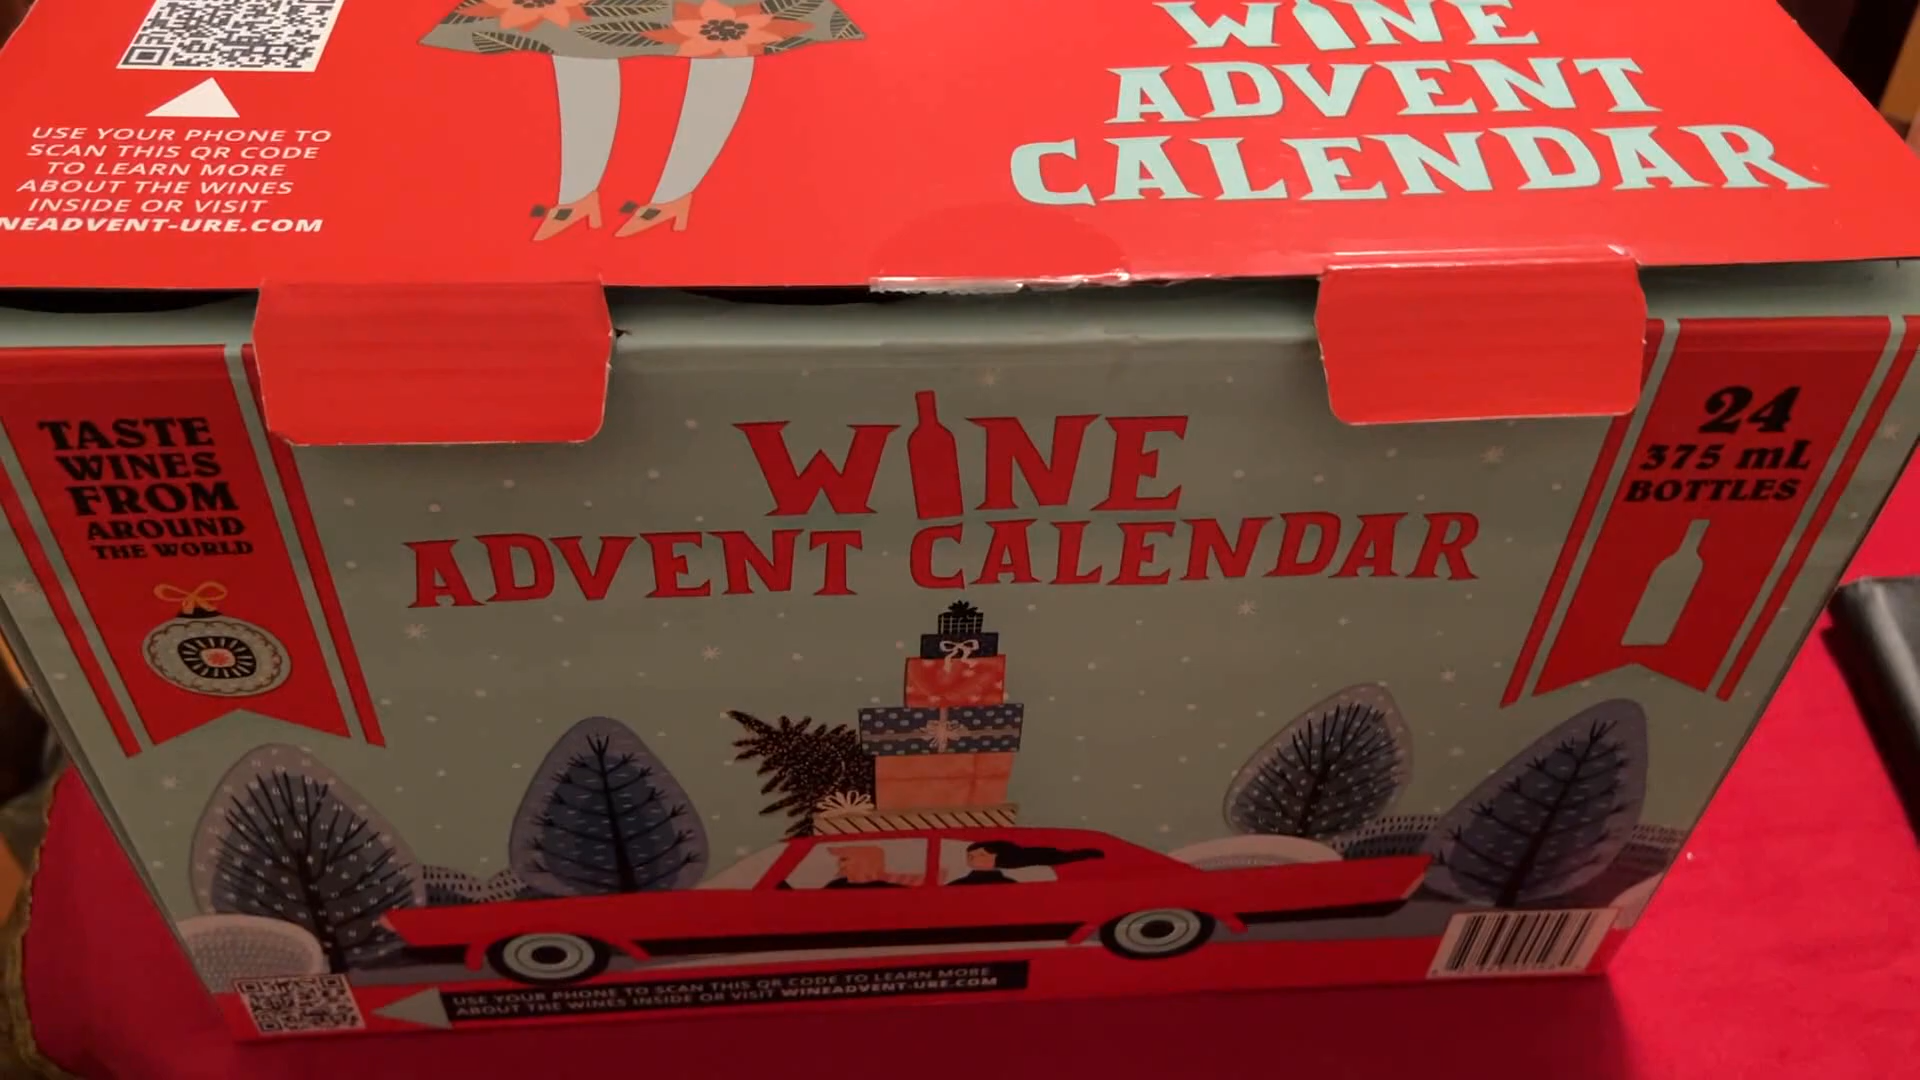 WINE
ADVENT
CALENDAR
USE YOUR PHONE TO
SCAN THIS QR CODE
TO LEARN MORE
ABOUT THE WINES
INSIDE OR VISIT
NEADVENT-URE.COM
TASTE
WINES
FROM
AROUND
THE WORLD
WINE
ADVENT CALENDAR
24
375 mL
BOTTLES
USE YOUR PHONE TO SCAN THIS QR CODE TO LEARN MORE
ABOUT THE WINES INSIDE OR VISIT WINEADVENT-URE.COM